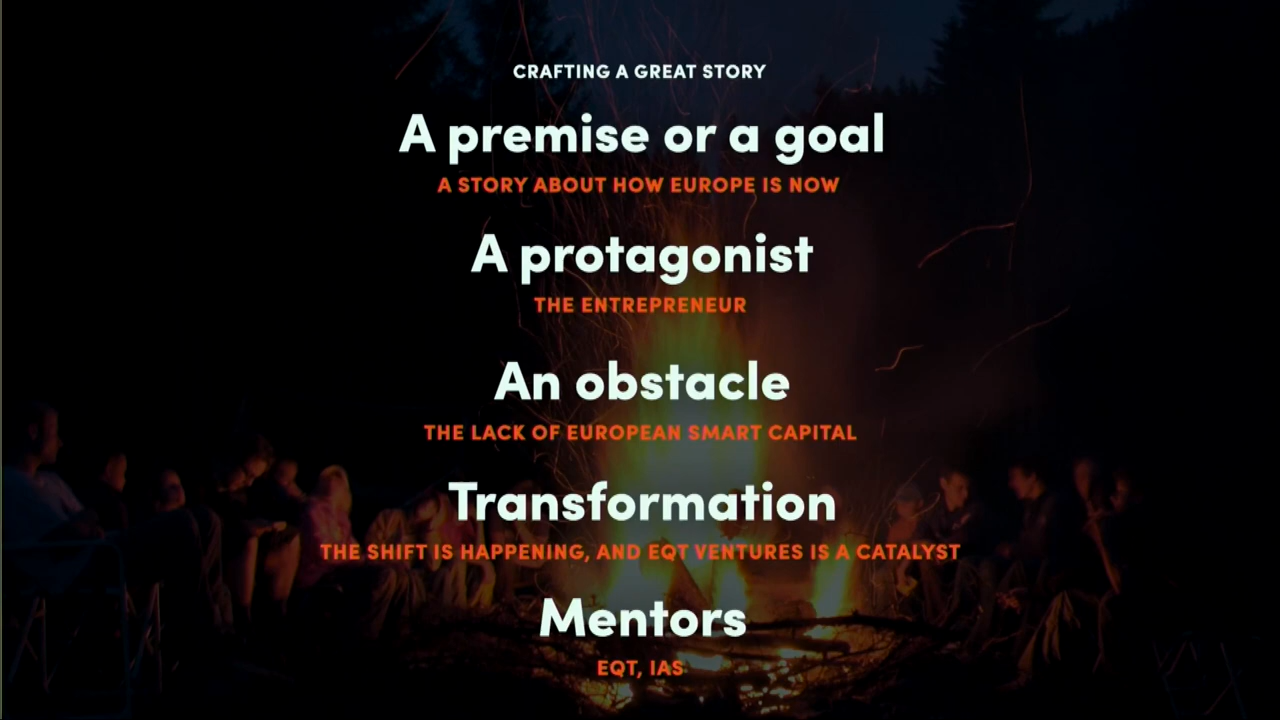 CRAFTING A GREAT STORY
A premise or a goal
A STORY ABOUT HOW EUROPE IS NOW
A protagonist
THE ENTREPRENEUR
An obstacle
THE LACK OF EUROPEAN SMART CAPITAL
Transformation
THE SHIFT IS HAPPENING, AND EQT VENTURES IS A CATALYST
Mentors
EQT, IAS